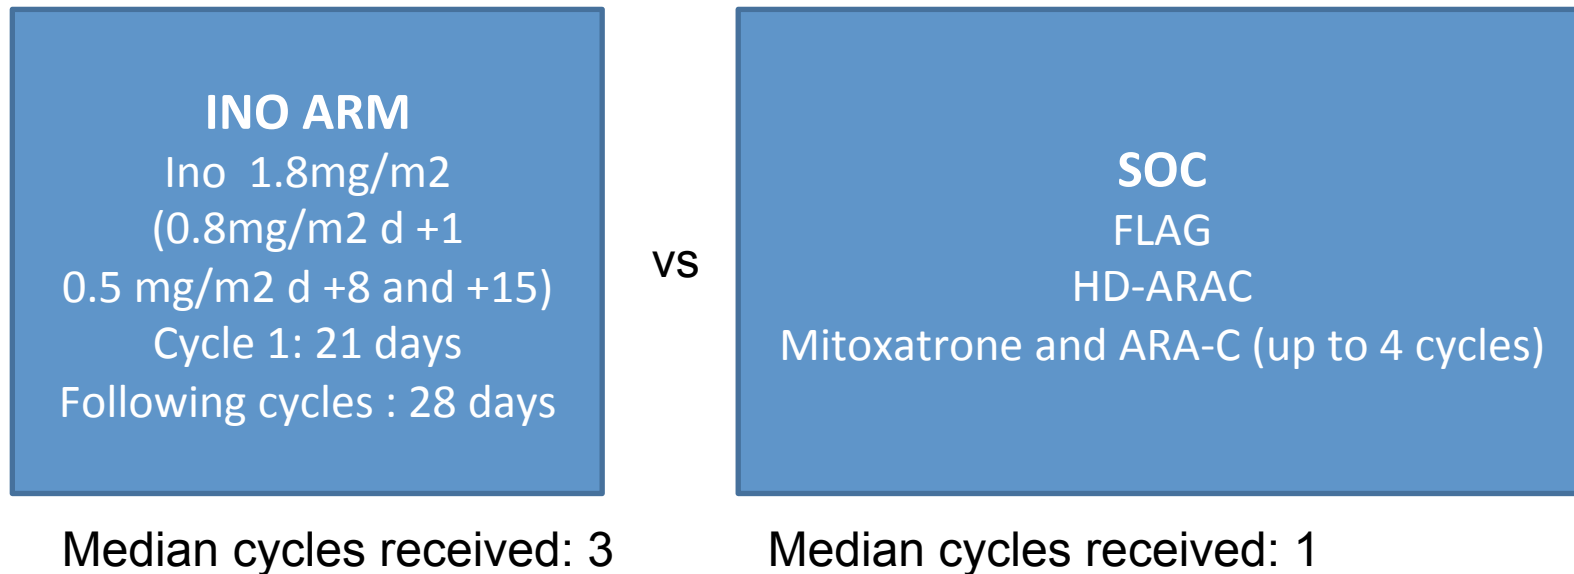 INO ARM
Ino 1.8mg/m2
(0.8mg/m2 d +1
0.5 mg/m2 d +8 and +15)
Cycle 1: 21 days
Following cycles : 28 days
vs
SOC
FLAG
HD-ARAC
Mitoxatrone and ARA-C (up to 4 cycles)
Median cycles received: 3
Median cycles received: 1